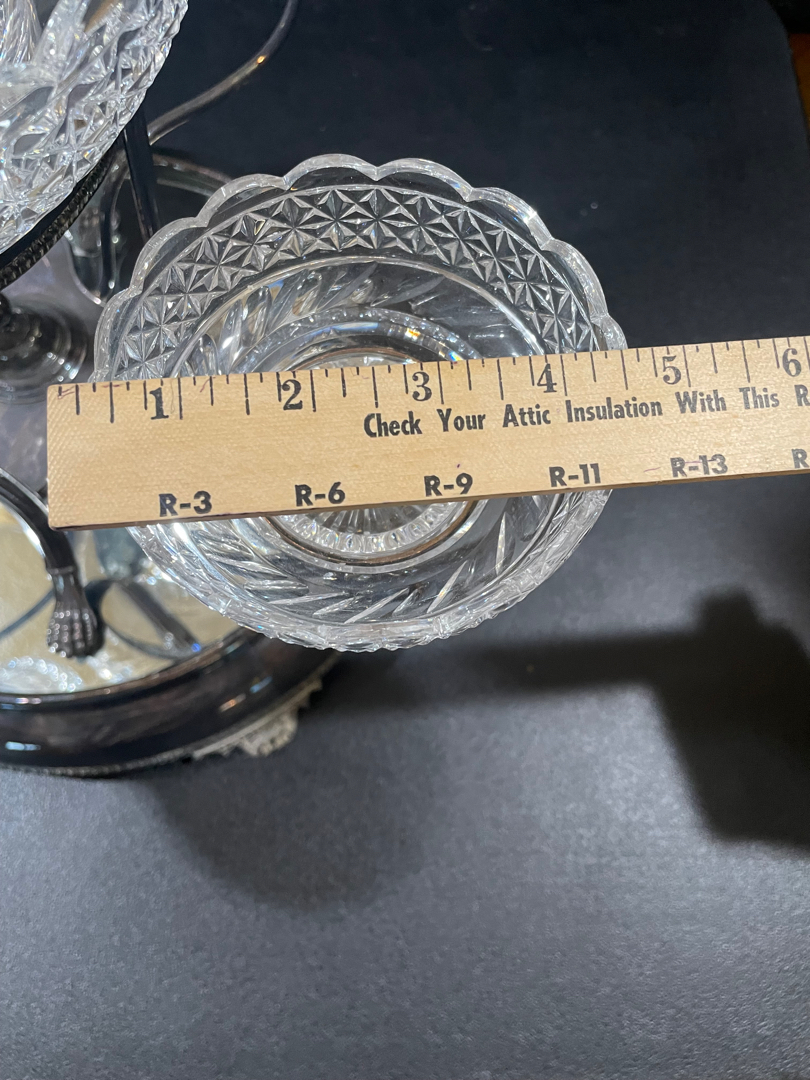 1 2 3 4 5 6
Check Your Attic Insulation With This R
R-3 R-6 R-9 R-11 R-13 R